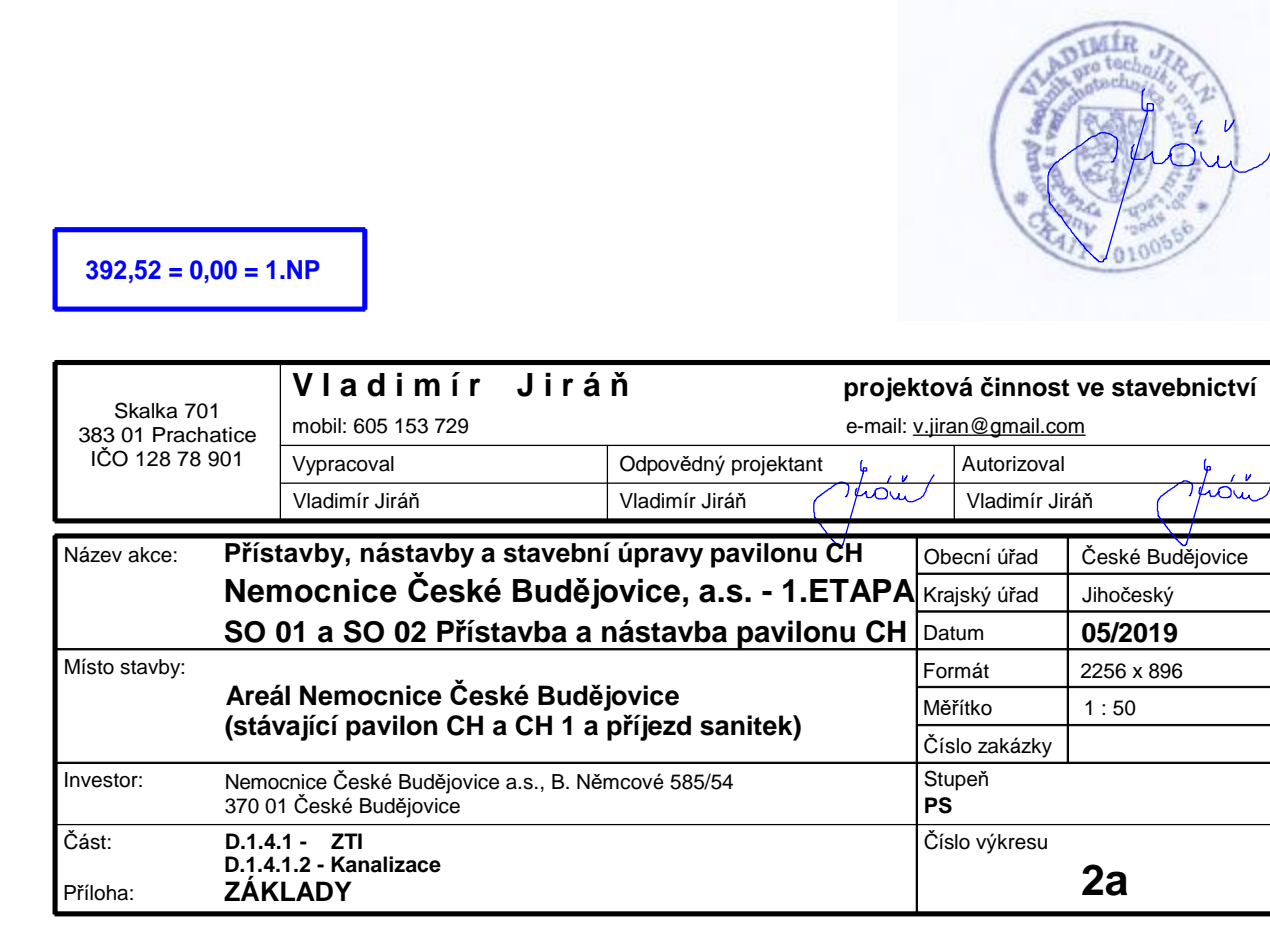 VLADIMÍR JIRÁŇ
ČKAIT - 0100556
392,52 = 0,00 = 1.NP
Skalka 701
383 01 Prachatice
IČO 128 78 901
Vladimír Jiráň projektová činnost ve stavebnictví
mobil: 605 153 729 e-mail: v.jiran@gmail.com
Vypracoval Odpovědný projektant Autorizoval
Vladimír Jiráň Vladimír Jiráň Vladimír Jiráň
Název akce: Přístavby, nástavby a stavební úpravy pavilonu CH
Nemocnice České Budějovice, a.s. - 1.ETAPA
SO 01 a SO 02 Přístavba a nástavba pavilonu CH
Obecní úřad České Budějovice
Krajský úřad Jihočeský
Datum 05/2019
Místo stavby:
Areál Nemocnice České Budějovice
(stávající pavilon CH a CH 1 a příjezd sanitek)
Formát 2256 x 896
Měřítko 1 : 50
Číslo zakázky
Investor: Nemocnice České Budějovice a.s., B. Němcové 585/54
370 01 České Budějovice
Stupeň
PS
Část: D.1.4.1 - ZTI
D.1.4.1.2 - Kanalizace
Příloha: ZÁKLADY
Číslo výkresu
2a